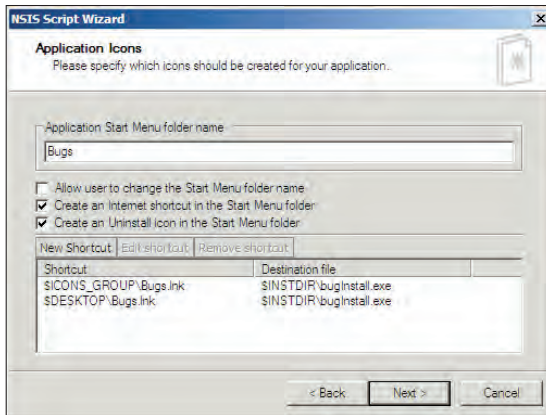 NSIS Script Wizard
Application Icons
Please specify which icons should be created for your application.
Application Start Menu folder name
Bugs
Allow user to change the Start Menu folder name
Create an Internet shortcut in the Start Menu folder
Create an Uninstall icon in the Start Menu folder
New Shortcut Edit shortcut Remove shortcut
Shortcut Destination file
$ICONS_GROUP\Bugs.lnk $INSTDIR\bugInstall.exe
$DESKTOP\Bugs.lnk $INSTDIR\bugInstall.exe
< Back Next > Cancel